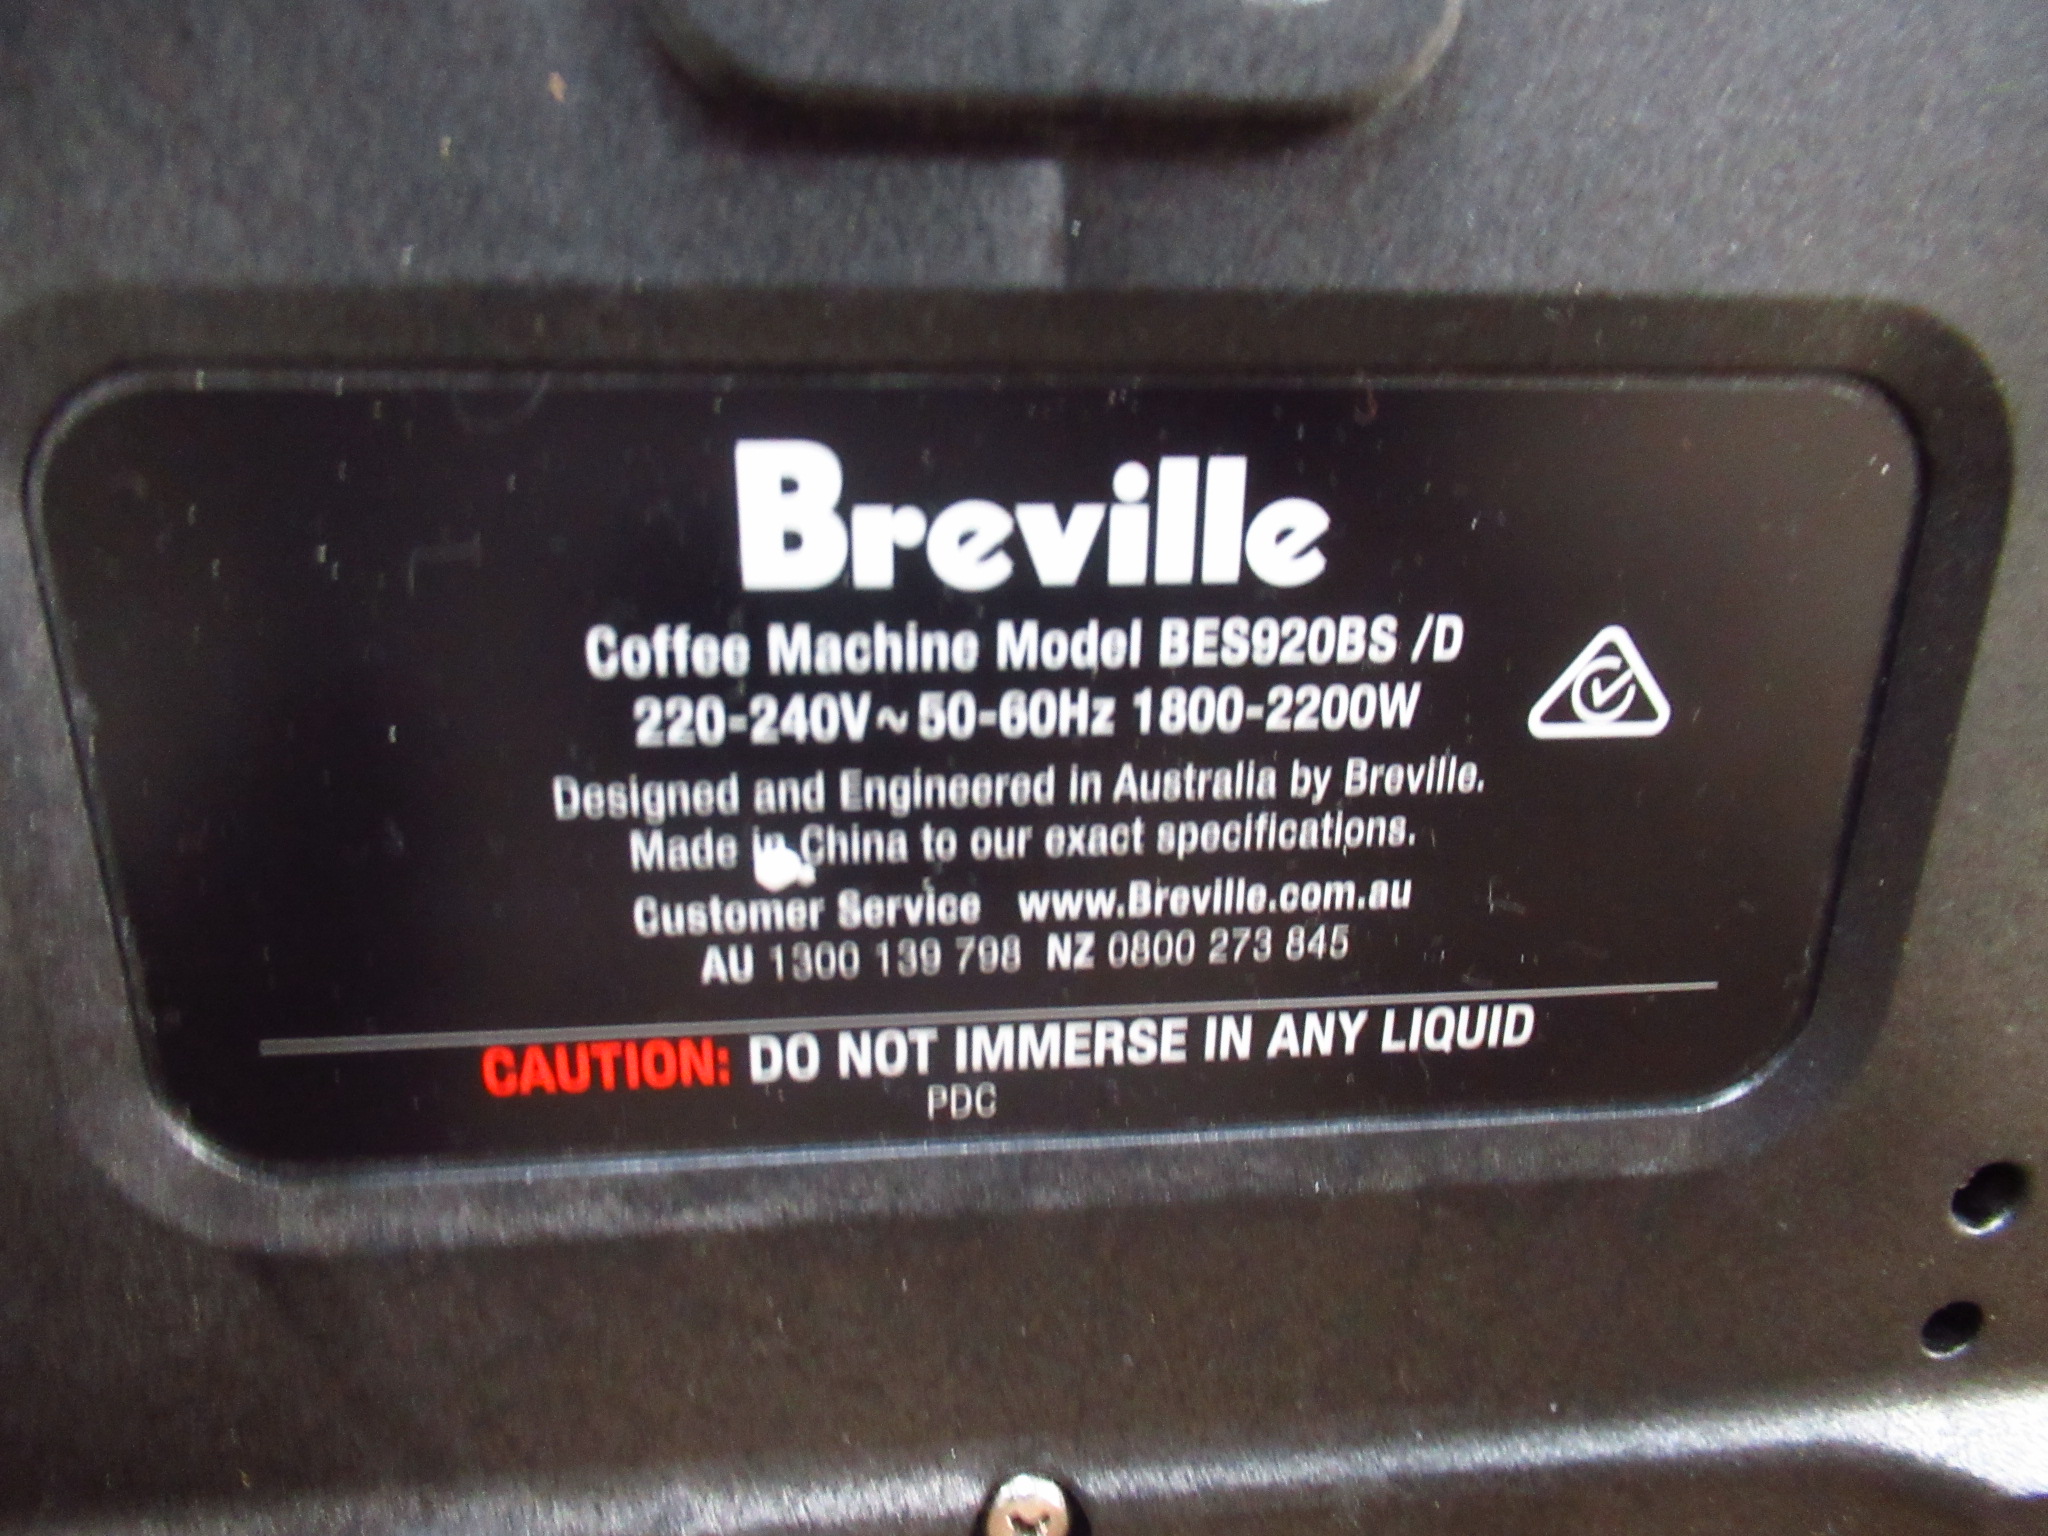 Breville
Coffee Machine Model BES920BS /D
220-240V~ 50-60Hz 1800-2200W
Designed and Engineered in Australia by Breville.
Made in China to our exact specifications.
Customer Service www.Breville.com.au
AU 1300 139 798 NZ 0800 273 845
CAUTION: DO NOT IMMERSE IN ANY LIQUID
PDC